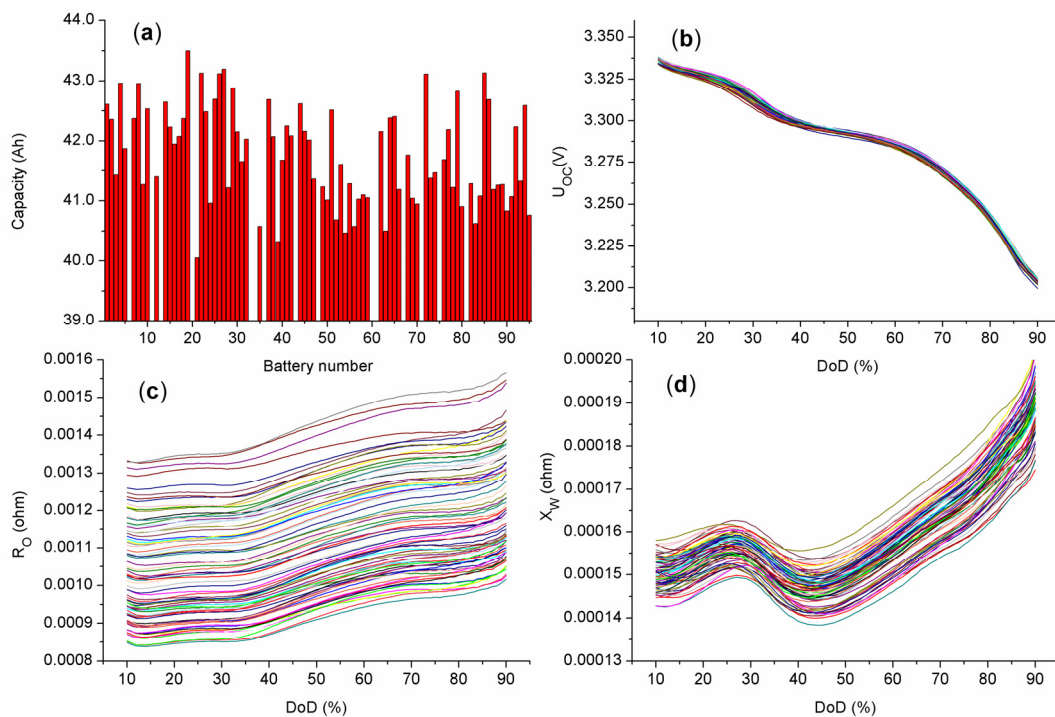 (a)
Capacity (Ah)
44.0
43.0
42.0
41.0
40.0
39.0
10 20 30 40 50 60 70 80 90
Battery number
(b)
U_OC(V)
3.350
3.325
3.300
3.275
3.250
3.225
3.200
10 20 30 40 50 60 70 80 90
DoD (%)
(c)
R_O (ohm)
0.0016
0.0015
0.0014
0.0013
0.0012
0.0011
0.0010
0.0009
0.0008
10 20 30 40 50 60 70 80 90
DoD (%)
(d)
X_W (ohm)
0.00020
0.00019
0.00018
0.00017
0.00016
0.00015
0.00014
0.00013
10 20 30 40 50 60 70 80 90
DoD (%)